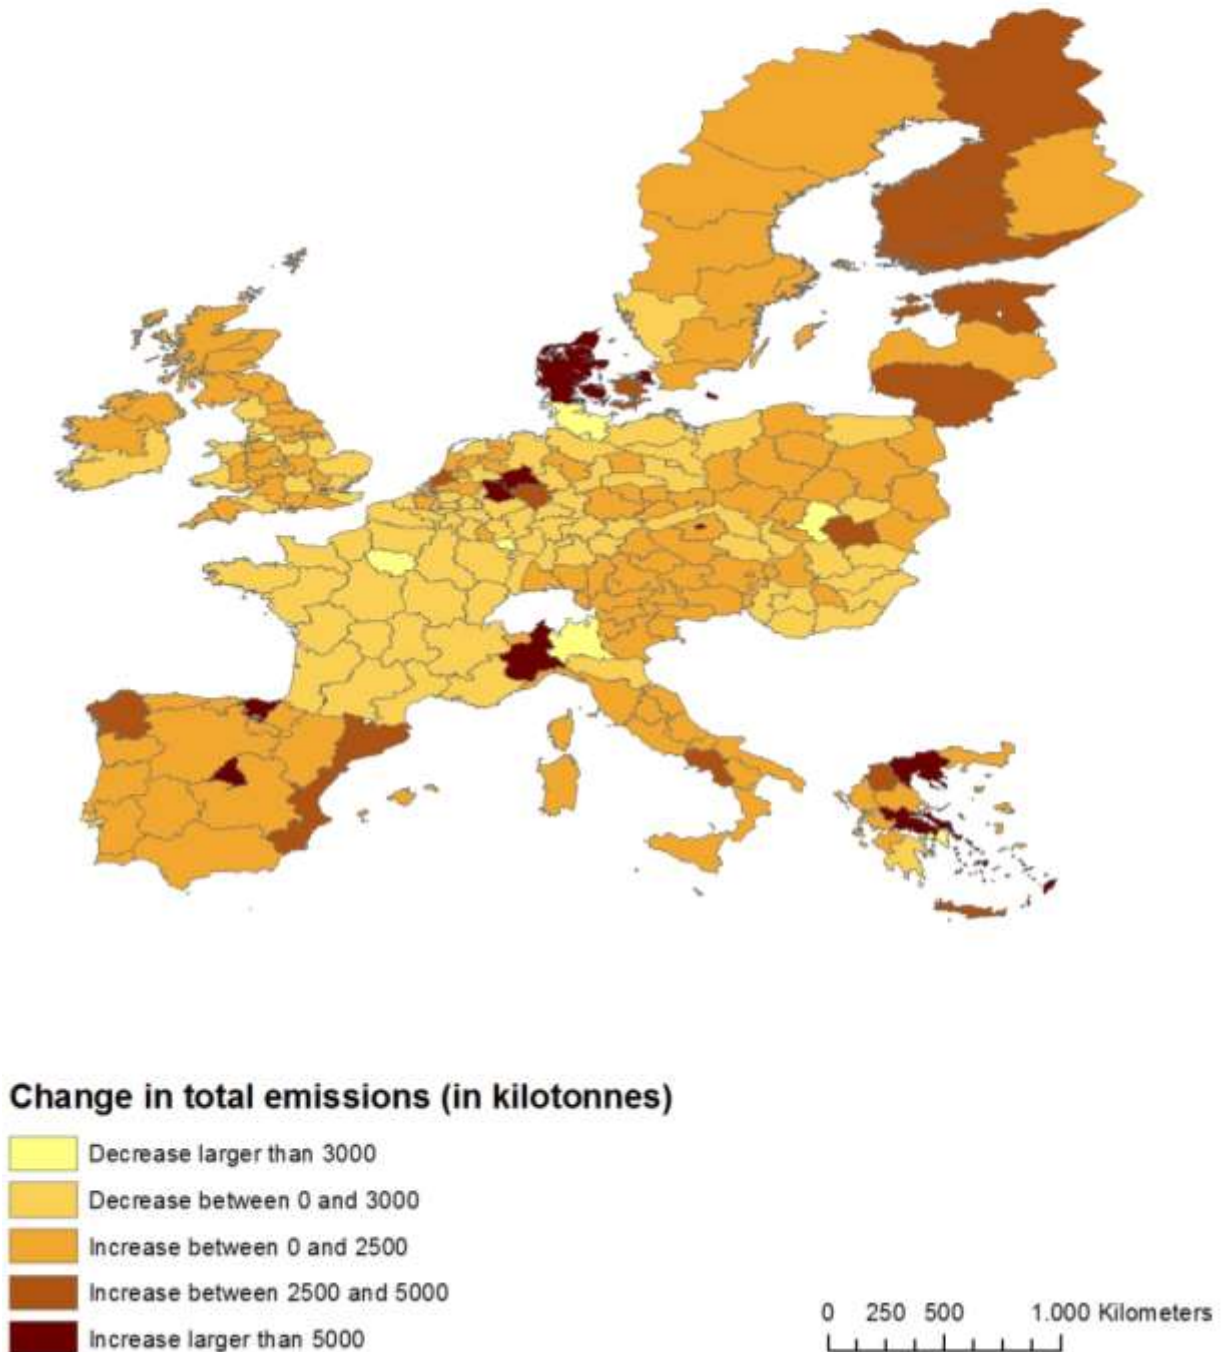 Change in total emissions (in kilotonnes)
Decrease larger than 3000
Decrease between 0 and 3000
Increase between 0 and 2500
Increase between 2500 and 5000
Increase larger than 5000
0 250 500 1.000 Kilometers